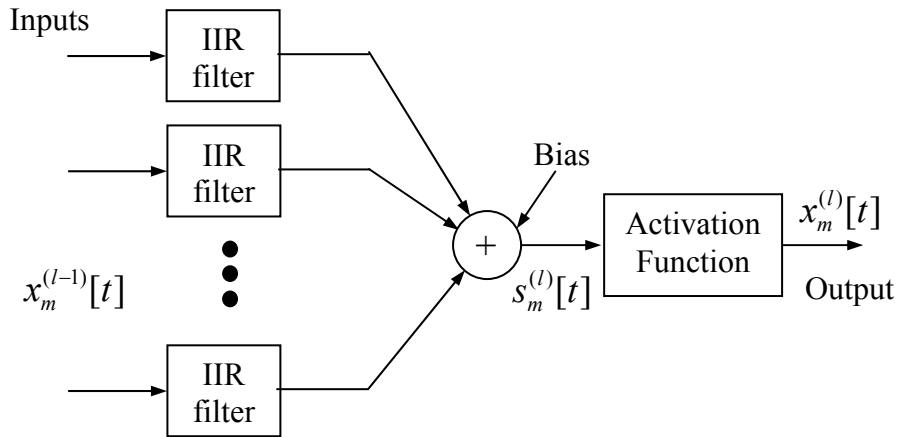 Inputs
IIR
filter
IIR
filter
Bias
+
Activation
Function
x_m^{(l)}[t]
x_m^{(l-1)}[t]
s_m^{(l)}[t]
Output
IIR
filter